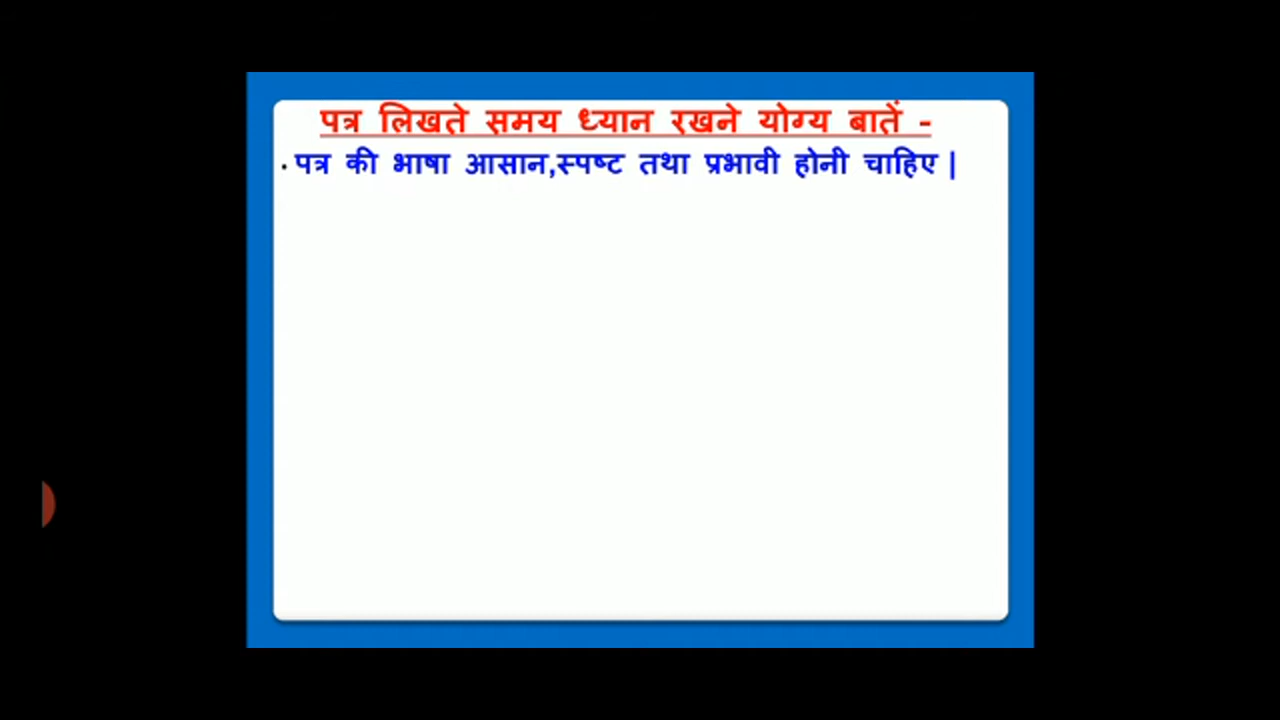 पत्र लिखते समय ध्यान रखने योग्य बातें -
· पत्र की भाषा आसान,स्पष्ट तथा प्रभावी होनी चाहिए |